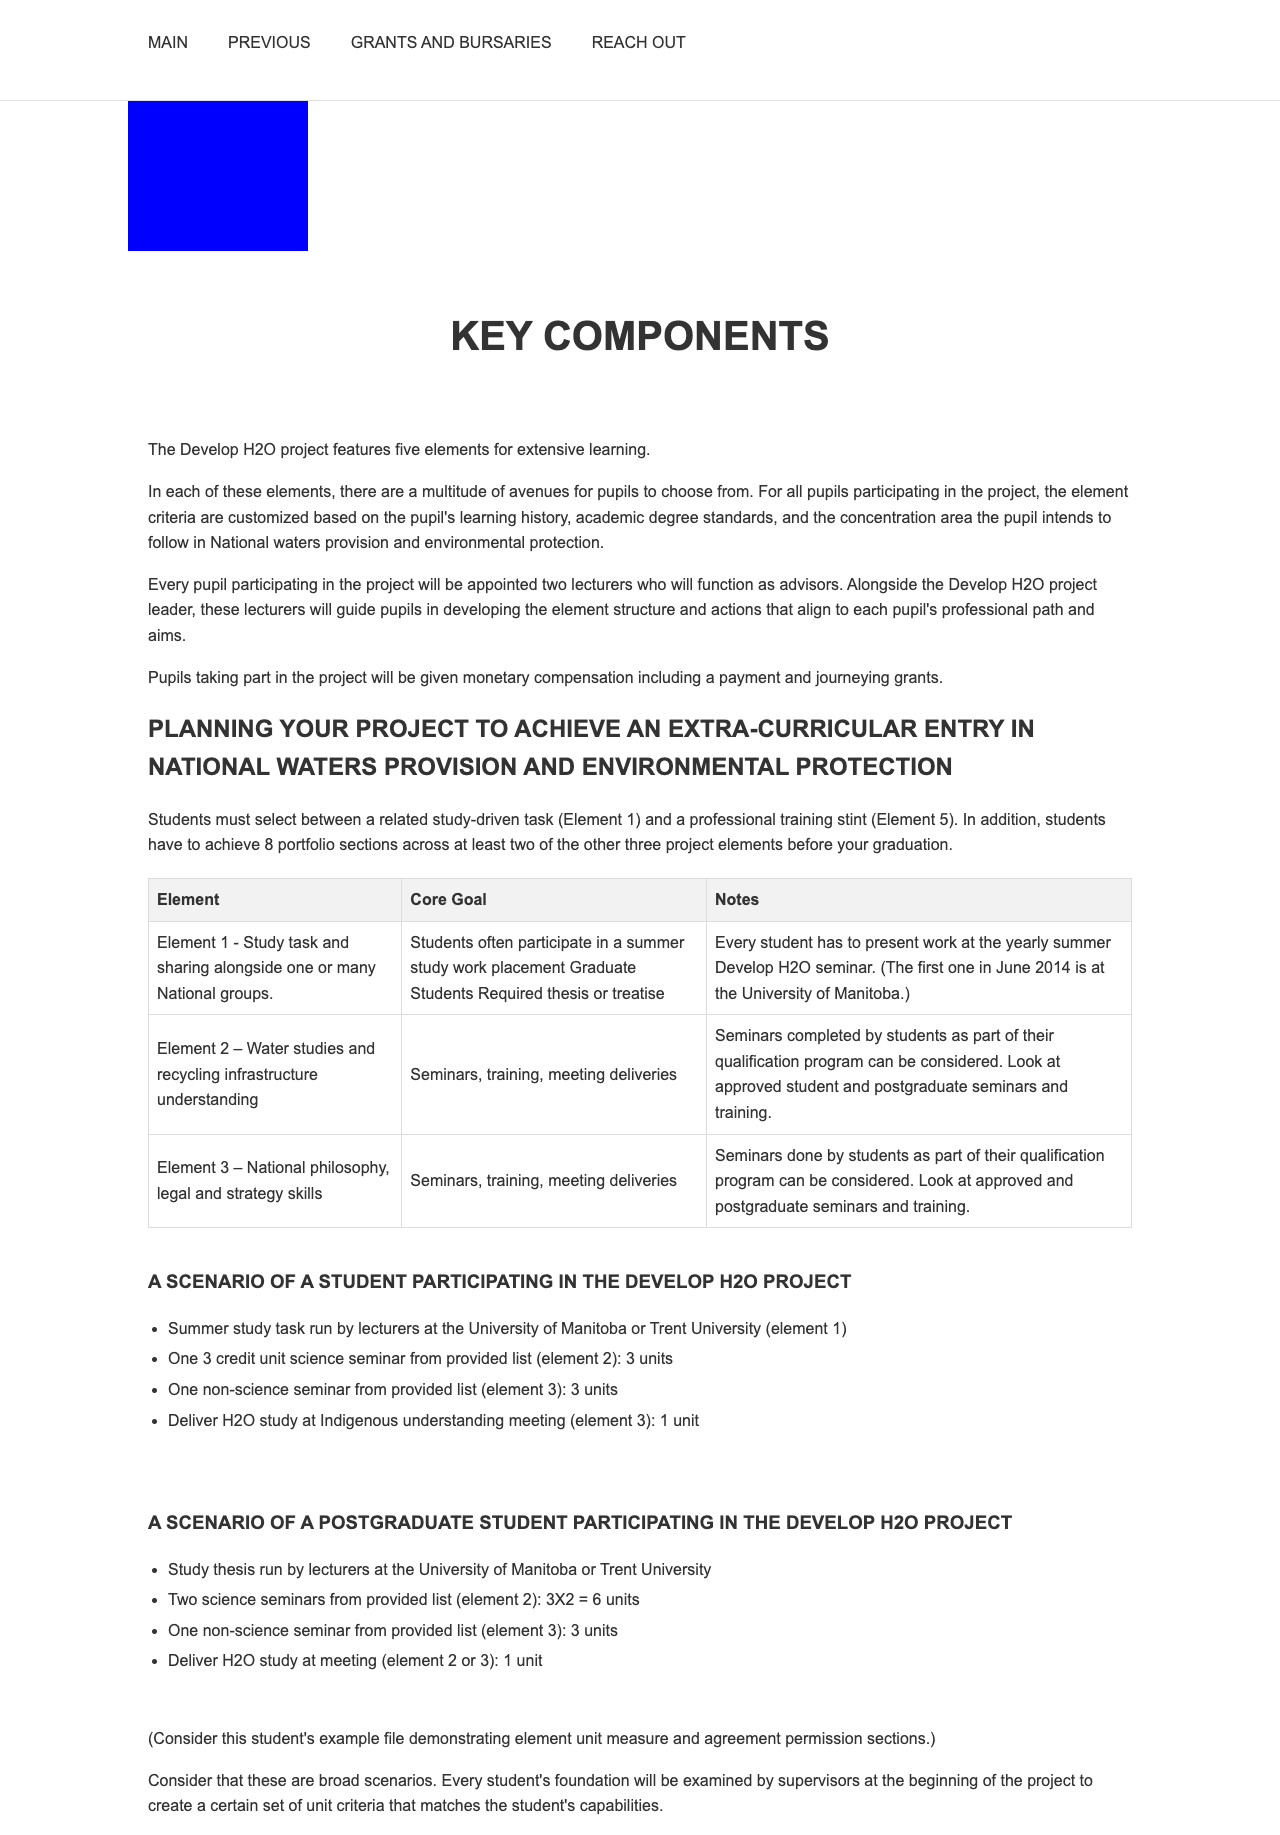 MAIN PREVIOUS GRANTS AND BURSARIES REACH OUT
KEY COMPONENTS
The Develop H2O project features five elements for extensive learning.
In each of these elements, there are a multitude of avenues for pupils to choose from. For all pupils participating in the project, the element
criteria are customized based on the pupil's learning history, academic degree standards, and the concentration area the pupil intends to
follow in National waters provision and environmental protection.
Every pupil participating in the project will be appointed two lecturers who will function as advisors. Alongside the Develop H2O project
leader, these lecturers will guide pupils in developing the element structure and actions that align to each pupil's professional path and
aims.
Pupils taking part in the project will be given monetary compensation including a payment and journeying grants.
PLANNING YOUR PROJECT TO ACHIEVE AN EXTRA-CURRICULAR ENTRY IN
NATIONAL WATERS PROVISION AND ENVIRONMENTAL PROTECTION
Students must select between a related study-driven task (Element 1) and a professional training stint (Element 5). In addition, students
have to achieve 8 portfolio sections across at least two of the other three project elements before your graduation.
Element Core Goal Notes
Element 1 - Study task and
sharing alongside one or many
National groups.
Students often participate in a summer
study work placement Graduate
Students Required thesis or treatise
Every student has to present work at the yearly summer
Develop H2O seminar. (The first one in June 2014 is at
the University of Manitoba.)
Element 2 – Water studies and
recycling infrastructure
understanding
Seminars, training, meeting deliveries
Seminars completed by students as part of their
qualification program can be considered. Look at
approved student and postgraduate seminars and
training.
Element 3 – National philosophy,
legal and strategy skills
Seminars, training, meeting deliveries
Seminars done by students as part of their qualification
program can be considered. Look at approved and
postgraduate seminars and training.
A SCENARIO OF A STUDENT PARTICIPATING IN THE DEVELOP H2O PROJECT
• Summer study task run by lecturers at the University of Manitoba or Trent University (element 1)
• One 3 credit unit science seminar from provided list (element 2): 3 units
• One non-science seminar from provided list (element 3): 3 units
• Deliver H2O study at Indigenous understanding meeting (element 3): 1 unit
A SCENARIO OF A POSTGRADUATE STUDENT PARTICIPATING IN THE DEVELOP H2O PROJECT
• Study thesis run by lecturers at the University of Manitoba or Trent University
• Two science seminars from provided list (element 2): 3X2 = 6 units
• One non-science seminar from provided list (element 3): 3 units
• Deliver H2O study at meeting (element 2 or 3): 1 unit
(Consider this student's example file demonstrating element unit measure and agreement permission sections.)
Consider that these are broad scenarios. Every student's foundation will be examined by supervisors at the beginning of the project to
create a certain set of unit criteria that matches the student's capabilities.